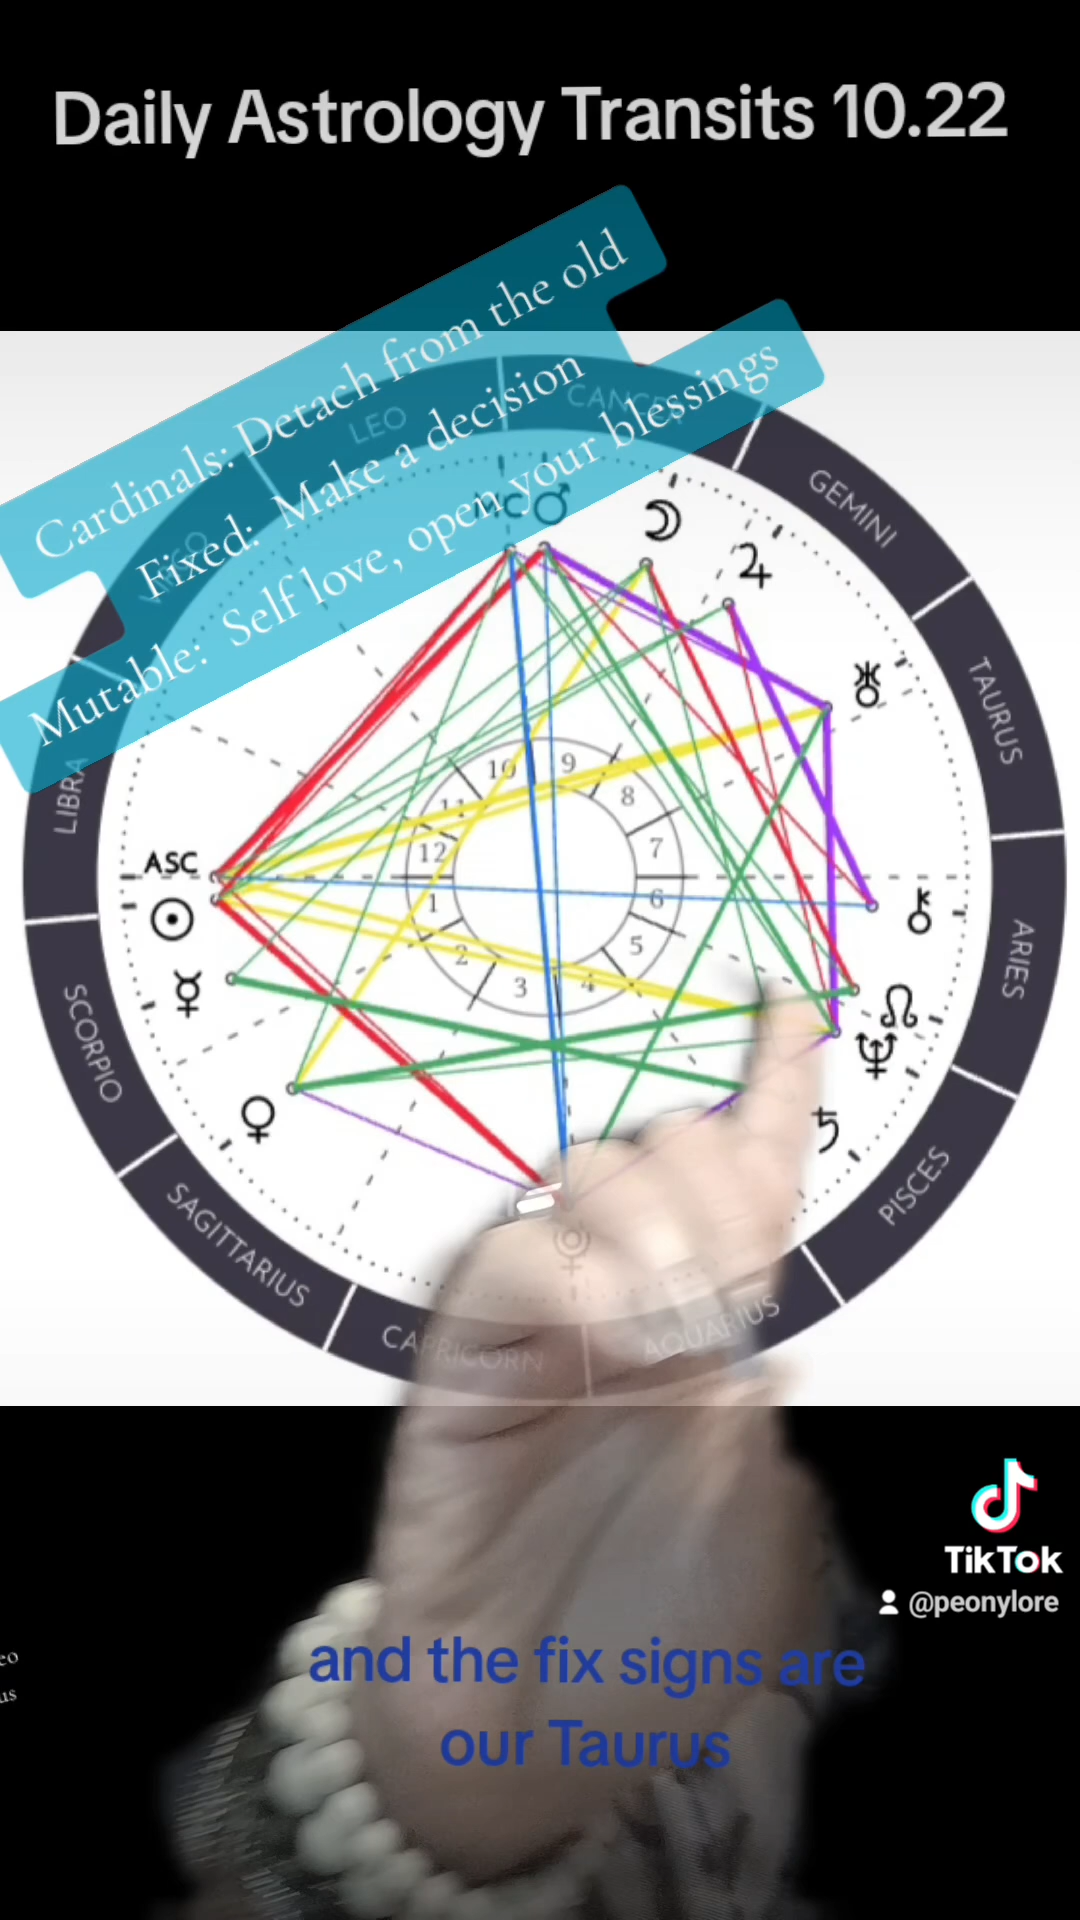 Daily Astrology Transits 10.22
Cardinals: Detach from the old
Fixed: Make a decision
Mutable: Self love, open your blessings
LEO
CANCER
GEMINI
TAURUS
ARIES
PISCES
AQUARIUS
CAPRICORN
SAGITTARIUS
SCORPIO
LIBRA
MC
ASC
10
9
8
7
6
5
4
3
2
1
12
11
TikTok
@peonylore
and the fix signs are
our Taurus